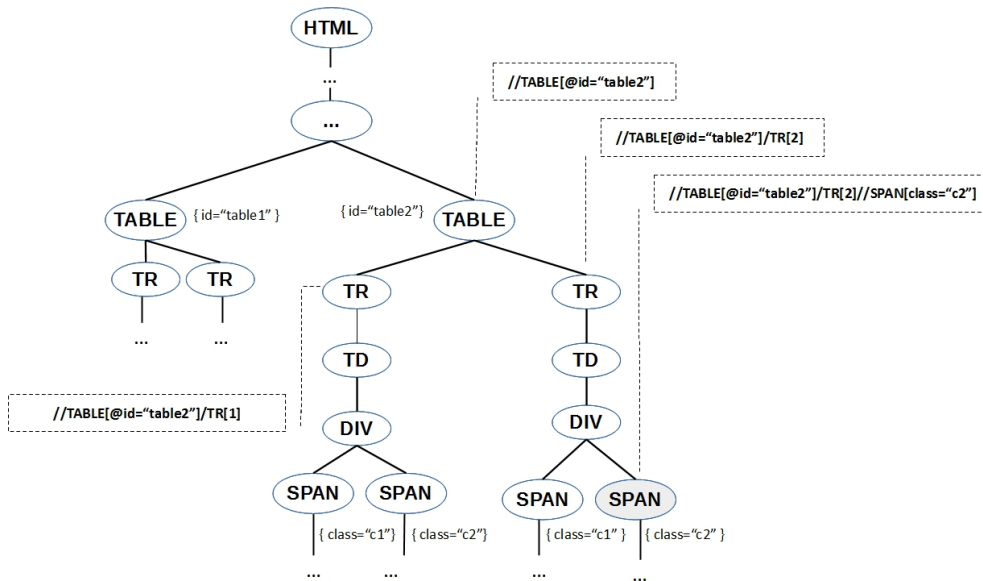 HTML
...
...
//TABLE[@id=“table2”]
//TABLE[@id=“table2”]/TR[2]
//TABLE[@id=“table2”]/TR[2]//SPAN[class=“c2”]
TABLE { id=“table1” } { id=“table2”} TABLE
TR TR TR TR
... ...
TD TD
//TABLE[@id=“table2”]/TR[1]
DIV DIV
SPAN SPAN SPAN SPAN
{ class=“c1”} { class=“c2”} { class=“c1” } { class=“c2” }
... ... ... ...